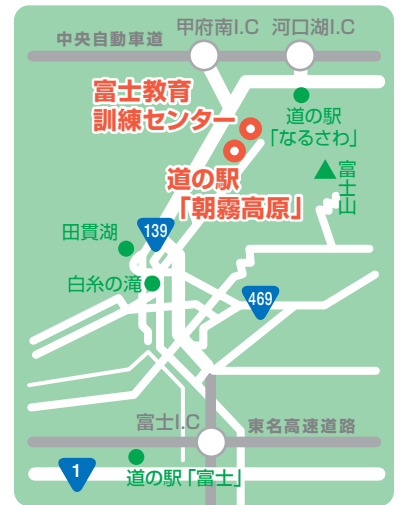 甲府南I.C
河口湖I.C
中央自動車道
富士教育
訓練センター
道の駅
「なるさわ」
富士山
道の駅
「朝霧高原」
田貫湖
139
白糸の滝
469
富士I.C
東名高速道路
1
道の駅「富士」